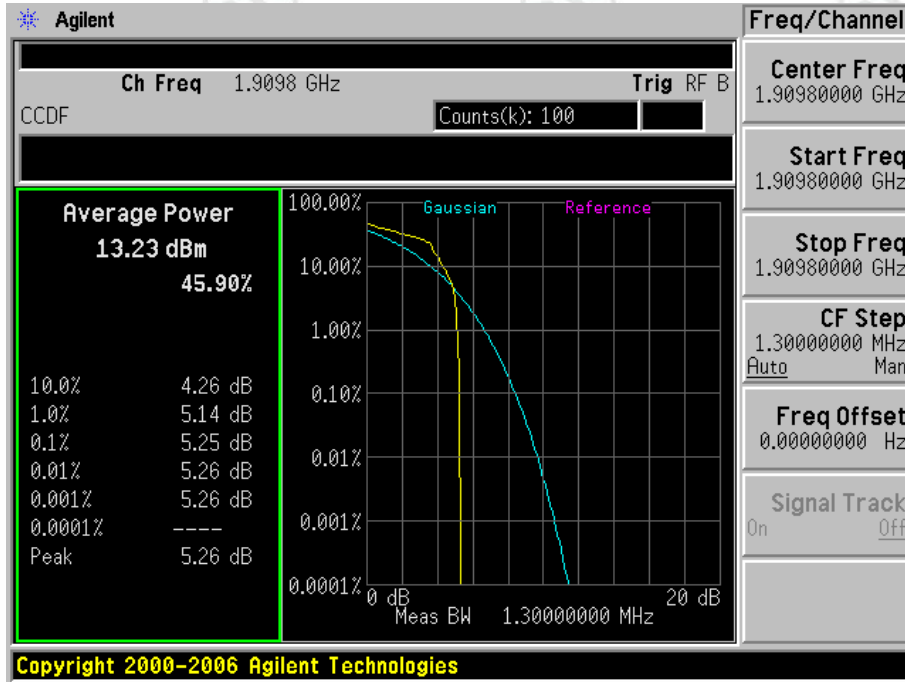 Agilent
Freq/Channel
Ch Freq 1.9098 GHz Trig RF B
CCDF Counts(k): 100
Center Freq
1.90980000 GHz
Start Freq
1.90980000 GHz
Stop Freq
1.90980000 GHz
CF Step
1.30000000 MHz
Auto Man
Freq Offset
0.00000000 Hz
Signal Track
On Off
Average Power
13.23 dBm
45.90%
10.0% 4.26 dB
1.0% 5.14 dB
0.1% 5.25 dB
0.01% 5.26 dB
0.001% 5.26 dB
0.0001% ----
Peak 5.26 dB
Gaussian Reference
100.00%
10.00%
1.00%
0.10%
0.01%
0.001%
0.0001%
0 dB 20 dB
Meas BW 1.30000000 MHz
Copyright 2000-2006 Agilent Technologies